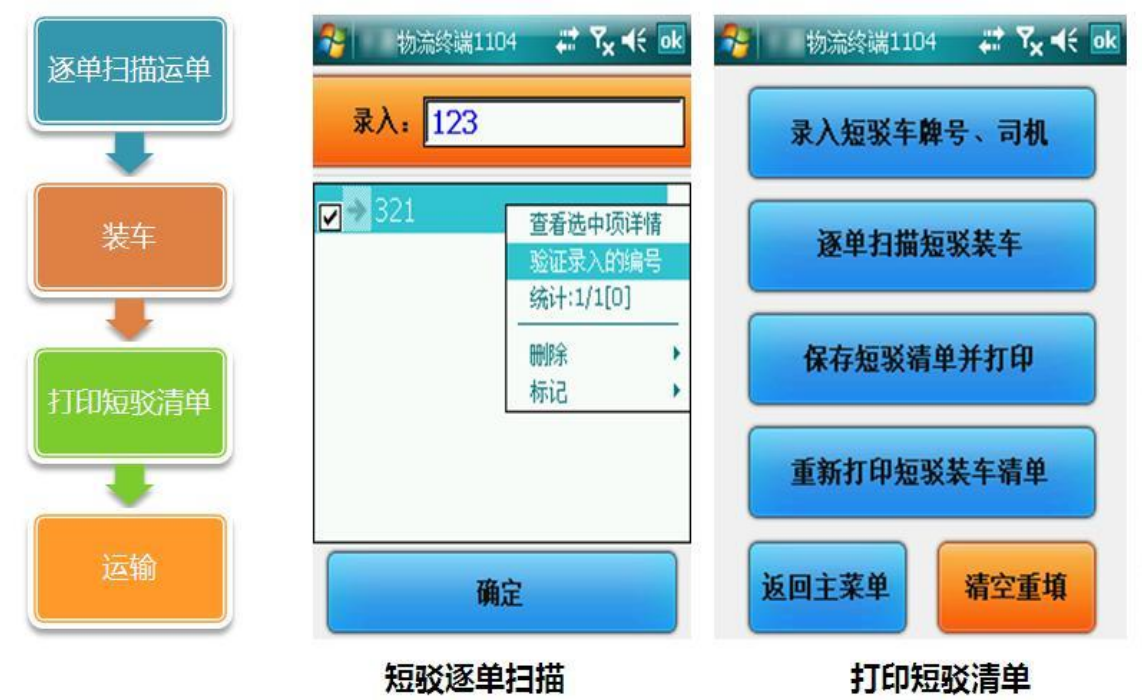 逐单扫描运单
装车
打印短驳清单
运输
物流终端1104
ok
录入:
123
321
查看选中项详情
验证录入的编号
统计:1/1[0]
删除
标记
确定
短驳逐单扫描
物流终端1104
ok
录入短驳车牌号、司机
逐单扫描短驳装车
保存短驳清单并打印
重新打印短驳装车清单
返回主菜单
清空重填
打印短驳清单